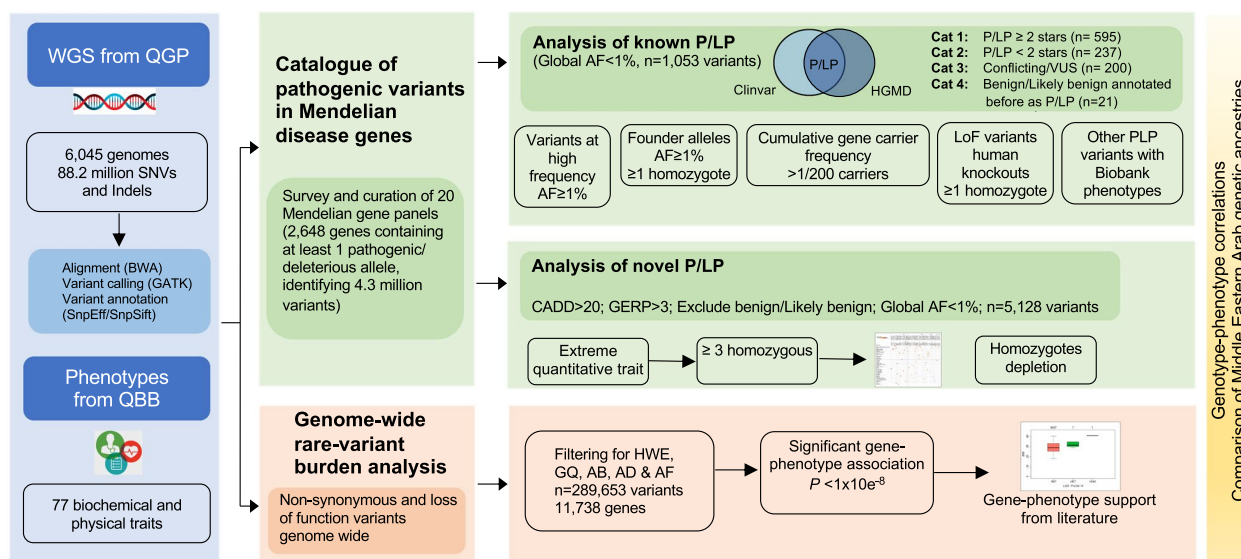 WGS from QGP
6,045 genomes
88.2 million SNVs
and Indels
Alignment (BWA)
Variant calling (GATK)
Variant annotation
(SnpEff/SnpSift)
Phenotypes
from QBB
77 biochemical and
physical traits
Catalogue of
pathogenic variants
in Mendelian
disease genes
Survey and curation of 20
Mendelian gene panels
(2,648 genes containing
at least 1 pathogenic/
deleterious allele,
identifying 4.3 million
variants)
Analysis of known P/LP
(Global AF<1%, n=1,053 variants)
Clinvar
P/LP
HGMD
Cat 1: P/LP ≥ 2 stars (n= 595)
Cat 2: P/LP < 2 stars (n= 237)
Cat 3: Conflicting/VUS (n= 200)
Cat 4: Benign/Likely benign annotated
before as P/LP (n=21)
Variants at
high
frequency
AF≥1%
Founder alleles
AF≥1%
≥1 homozygote
Cumulative gene carrier
frequency
>1/200 carriers
LoF variants
human
knockouts
≥1 homozygote
Other PLP
variants with
Biobank
phenotypes
Analysis of novel P/LP
CADD>20; GERP>3; Exclude benign/Likely benign; Global AF<1%; n=5,128 variants
Extreme
quantitative trait
≥ 3 homozygous
Homozygotes
depletion
Genome-wide
rare-variant
burden analysis
Non-synonymous and loss
of function variants
genome wide
Filtering for HWE,
GQ, AB, AD & AF
n=289,653 variants
11,738 genes
Significant gene-
phenotype association
P <1x10e⁻⁸
Gene-phenotype support
from literature
Genotype-phenotype correlations
Comparison of Middle Eastern Arab genetic ancestries